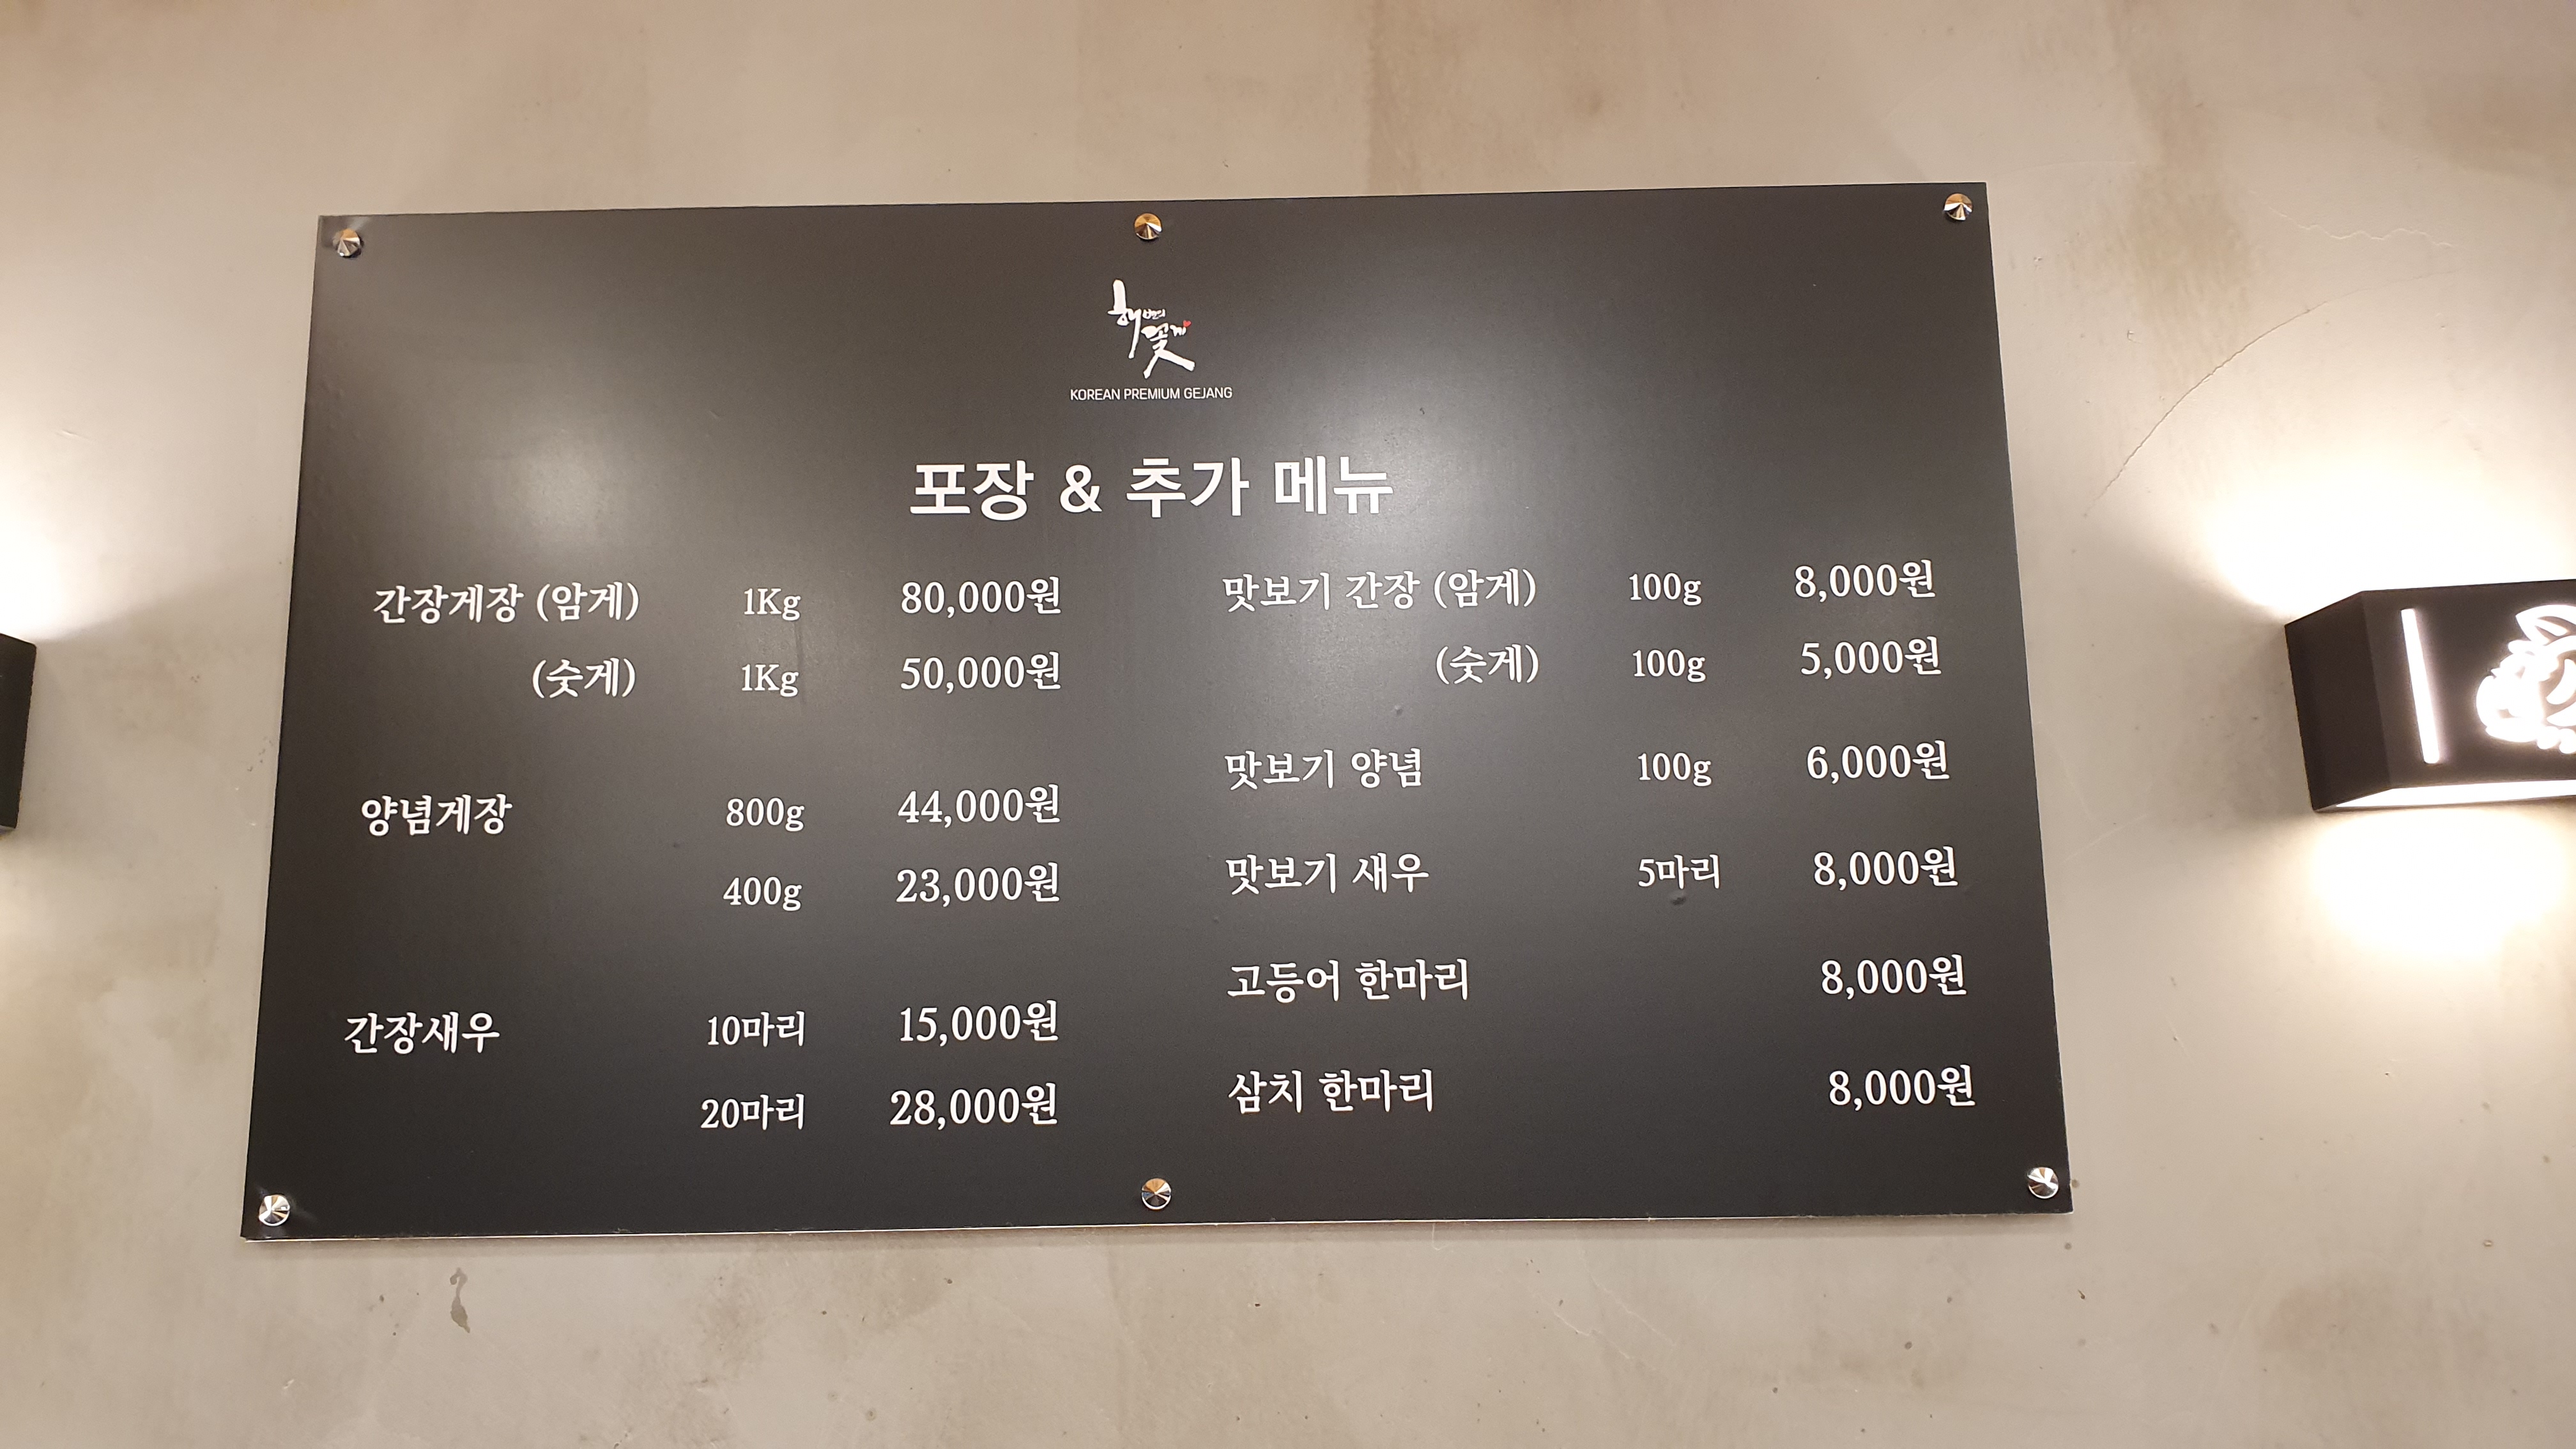 해변의
꽃게
KOREAN PREMIUM GEJANG
포장 & 추가 메뉴
간장게장 (암게) 1Kg 80,000원
(숫게) 1Kg 50,000원
양념게장 800g 44,000원
400g 23,000원
간장새우 10마리 15,000원
20마리 28,000원
맛보기 간장 (암게) 100g 8,000원
(숫게) 100g 5,000원
맛보기 양념 100g 6,000원
맛보기 새우 5마리 8,000원
고등어 한마리 8,000원
삼치 한마리 8,000원